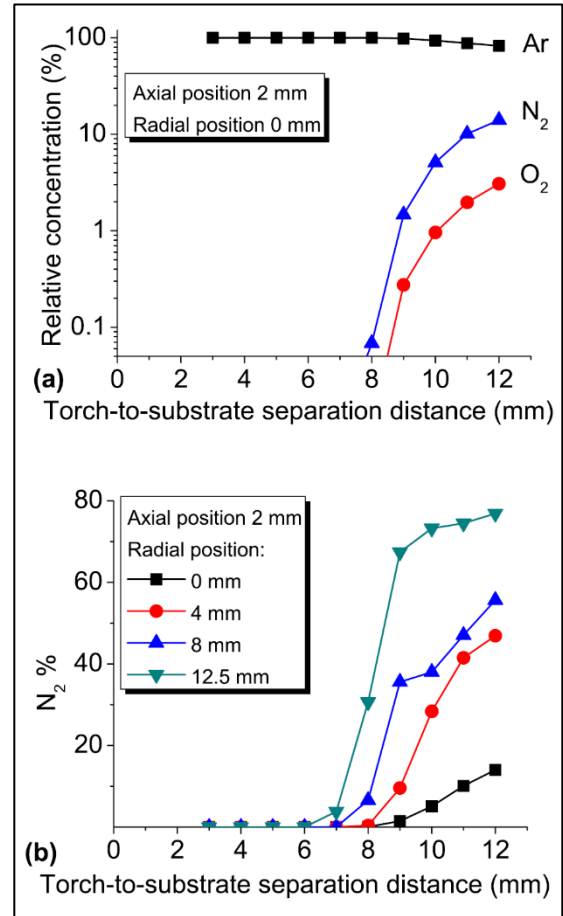 100
Ar
Axial position 2 mm
Radial position 0 mm
N₂
10
O₂
1
0.1
Relative concentration (%)
(a)
0 2 4 6 8 10 12
Torch-to-substrate separation distance (mm)
80
Axial position 2 mm
Radial position:
0 mm
4 mm
8 mm
12.5 mm
60
40
20
N₂ %
(b)
0 2 4 6 8 10 12
Torch-to-substrate separation distance (mm)